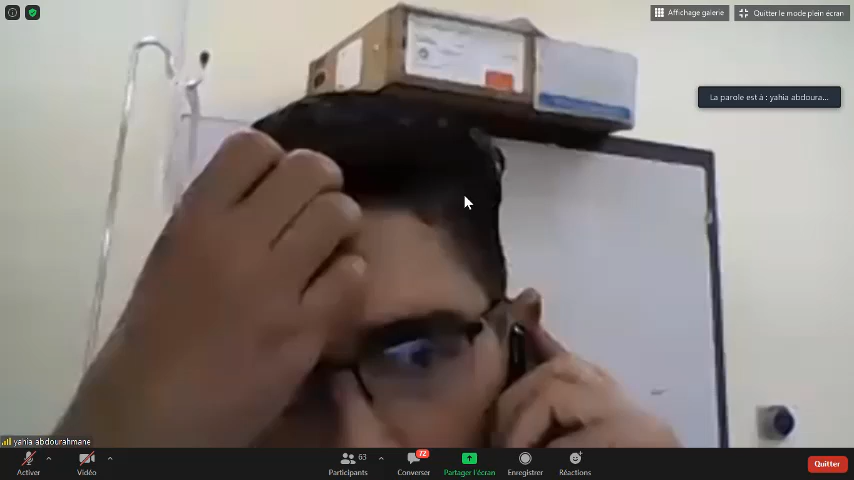 Affichage galerie
Quitter le mode plein écran
La parole est à : yahia abdoura...
yahia abdourahmane
63
72
Activer
Vidéo
Participants
Converser
Partager l'écran
Enregistrer
Réactions
Quitter